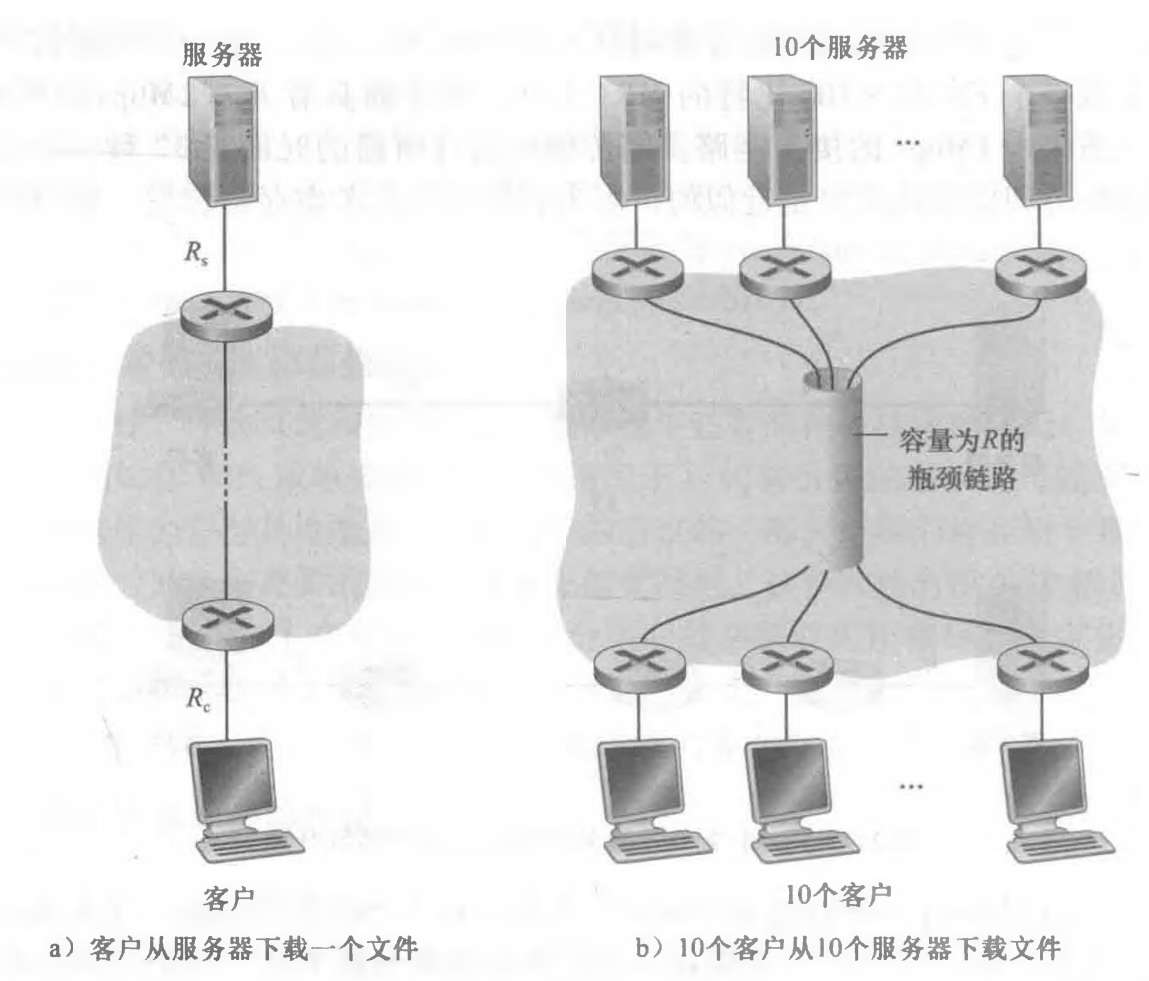 服务器
R_s
R_c
客户
a）客户从服务器下载一个文件
10个服务器
...
容量为R的
瓶颈链路
...
10个客户
b）10个客户从10个服务器下载文件